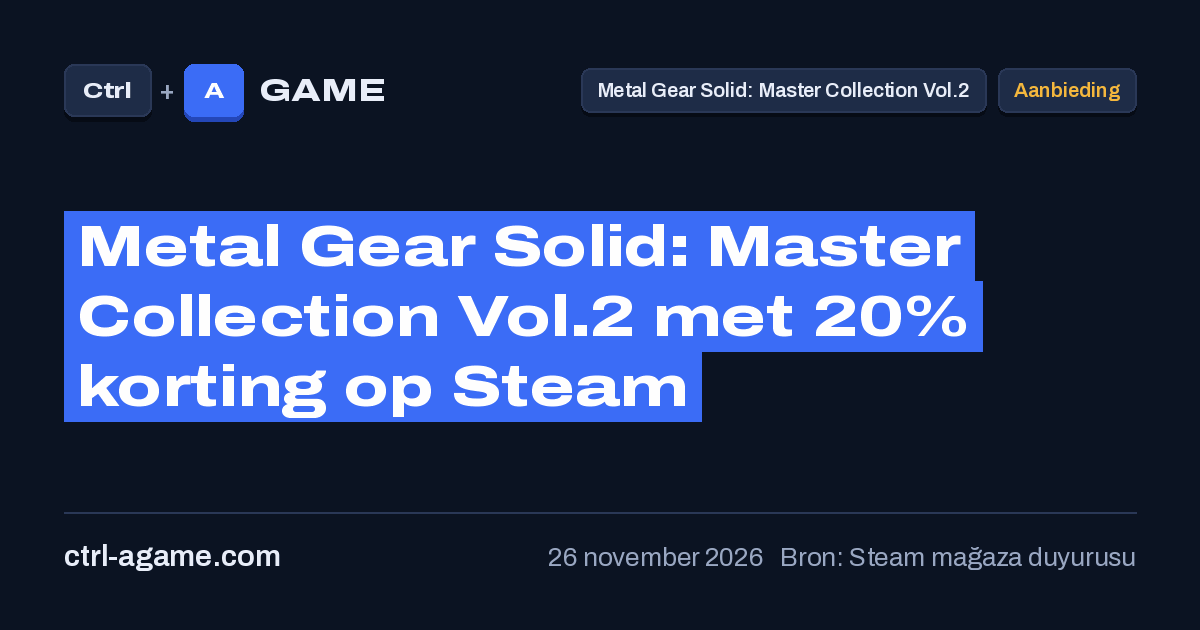 Ctrl + A GAME
Metal Gear Solid: Master Collection Vol.2
Aanbieding
Metal Gear Solid: Master
Collection Vol.2 met 20%
korting op Steam
ctrl-agame.com
26 november 2026 Bron: Steam mağaza duyurusu